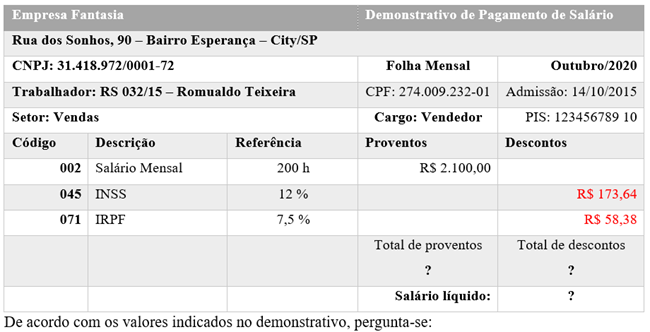 Empresa Fantasia Demonstrativo de Pagamento de Salário
Rua dos Sonhos, 90 – Bairro Esperança – City/SP
CNPJ: 31.418.972/0001-72 Folha Mensal Outubro/2020
Trabalhador: RS 032/15 – Romualdo Teixeira CPF: 274.009.232-01 Admissão: 14/10/2015
Setor: Vendas Cargo: Vendedor PIS: 123456789 10
Código Descrição Referência Proventos Descontos
002 Salário Mensal 200 h R$ 2.100,00
045 INSS 12 % R$ 173,64
071 IRPF 7,5 % R$ 58,38
Total de proventos Total de descontos
? ?
Salário líquido: ?
De acordo com os valores indicados no demonstrativo, pergunta-se: